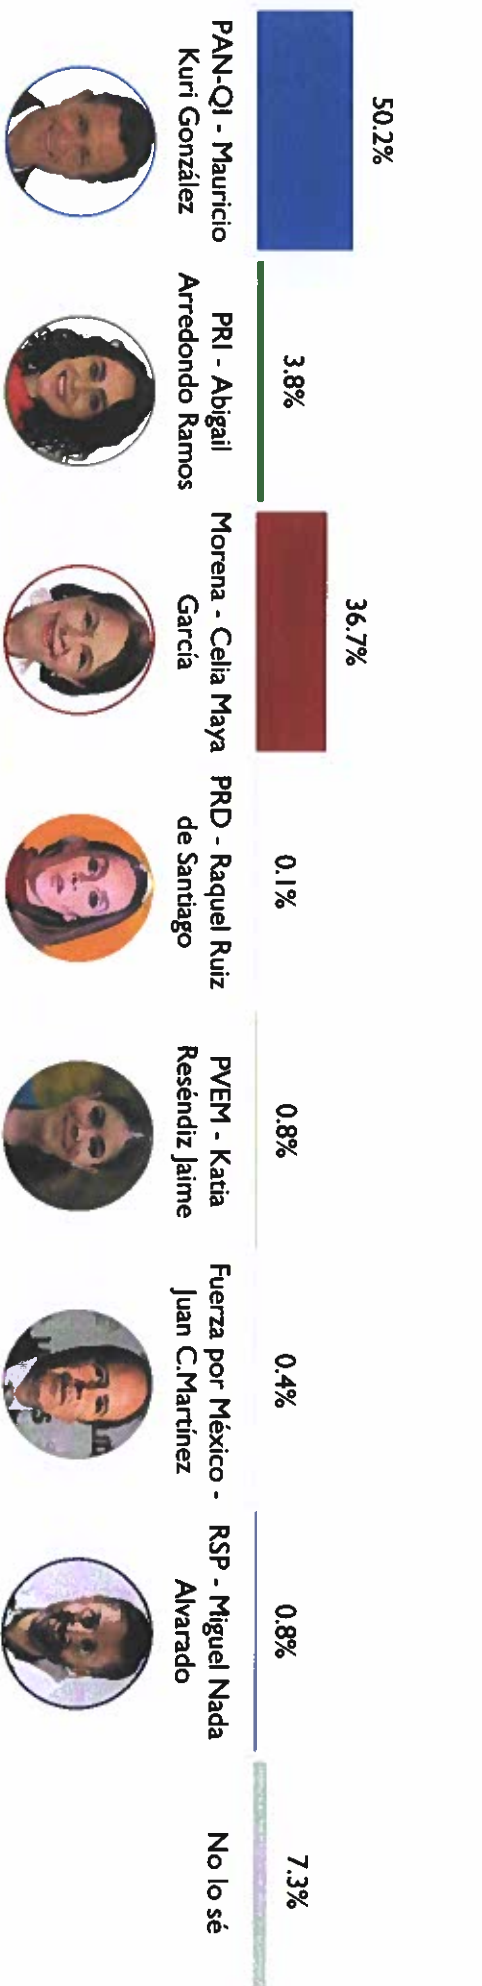 50.2%
3.8%
36.7%
0.1%
0.8%
0.4%
0.8%
7.3%
PAN-QI - Mauricio
Kuri González
PRI - Abigail
Arredondo Ramos
Morena - Celia Maya
García
PRD - Raquel Ruiz
de Santiago
PVEM - Katia
Reséndiz Jaime
Fuerza por México -
Juan C.Martínez
RSP - Miguel Nada
Alvarado
No lo sé